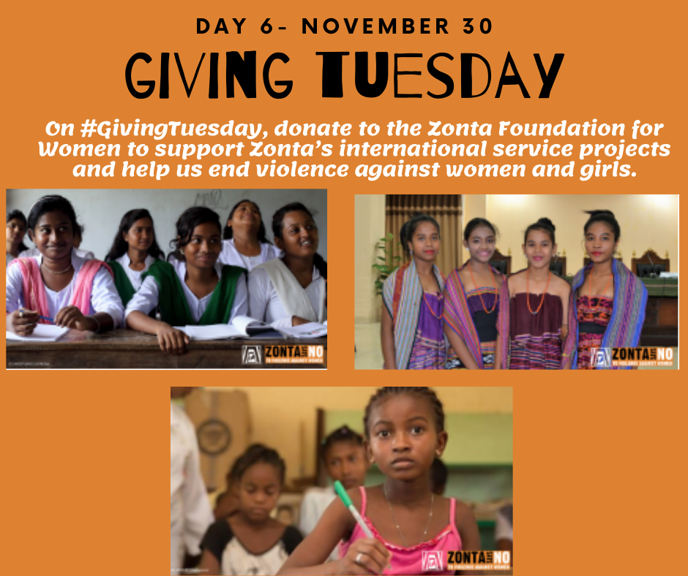 DAY 6- NOVEMBER 30
GIVING TUESDAY
On #GivingTuesday, donate to the Zonta Foundation for
Women to support Zonta's international service projects
and help us end violence against women and girls.
ZONTA SAYS NO
TO VIOLENCE AGAINST WOMEN
ZONTA SAYS NO
TO VIOLENCE AGAINST WOMEN
ZONTA SAYS NO
TO VIOLENCE AGAINST WOMEN